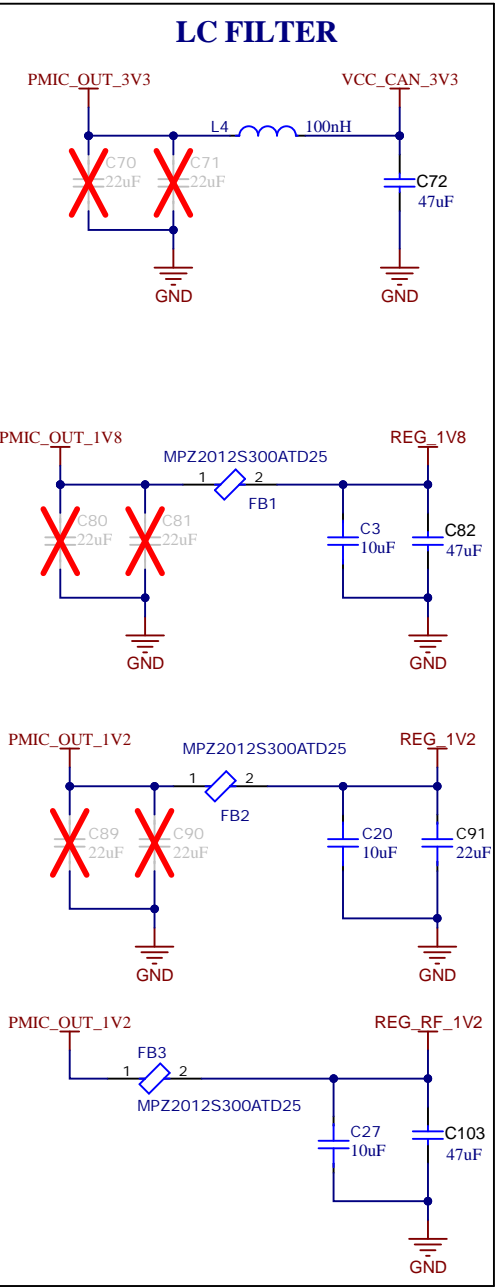 LC FILTER
PMIC_OUT_3V3
VCC_CAN_3V3
L4
100nH
C70
22uF
C71
22uF
C72
47uF
GND
GND
PMIC_OUT_1V8
REG_1V8
MPZ2012S300ATD25
1
2
FB1
C80
22uF
C81
22uF
C3
10uF
C82
47uF
GND
GND
PMIC_OUT_1V2
REG_1V2
MPZ2012S300ATD25
1
2
FB2
C89
22uF
C90
22uF
C20
10uF
C91
22uF
GND
GND
PMIC_OUT_1V2
REG_RF_1V2
FB3
1
2
MPZ2012S300ATD25
C27
10uF
C103
47uF
GND